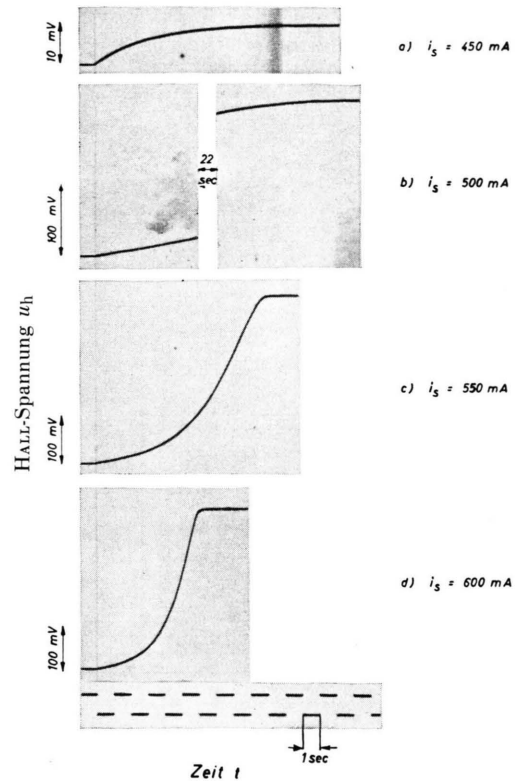 10 mV
a) i_s = 450 mA
22
sec
100 mV
b) i_s = 500 mA
HALL-Spannung u_h
100 mV
c) i_s = 550 mA
100 mV
d) i_s = 600 mA
1 sec
Zeit t